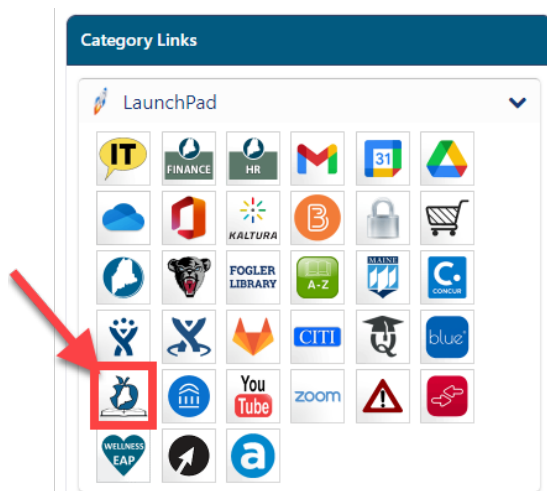 Category Links
LaunchPad
IT
FINANCE
HR
31
KALTURA
B
FOGLER
LIBRARY
A-Z
MAINE
C.
CONCUR
CITI
Q
blue
You
Tube
zoom
WELLNESS
EAP
a